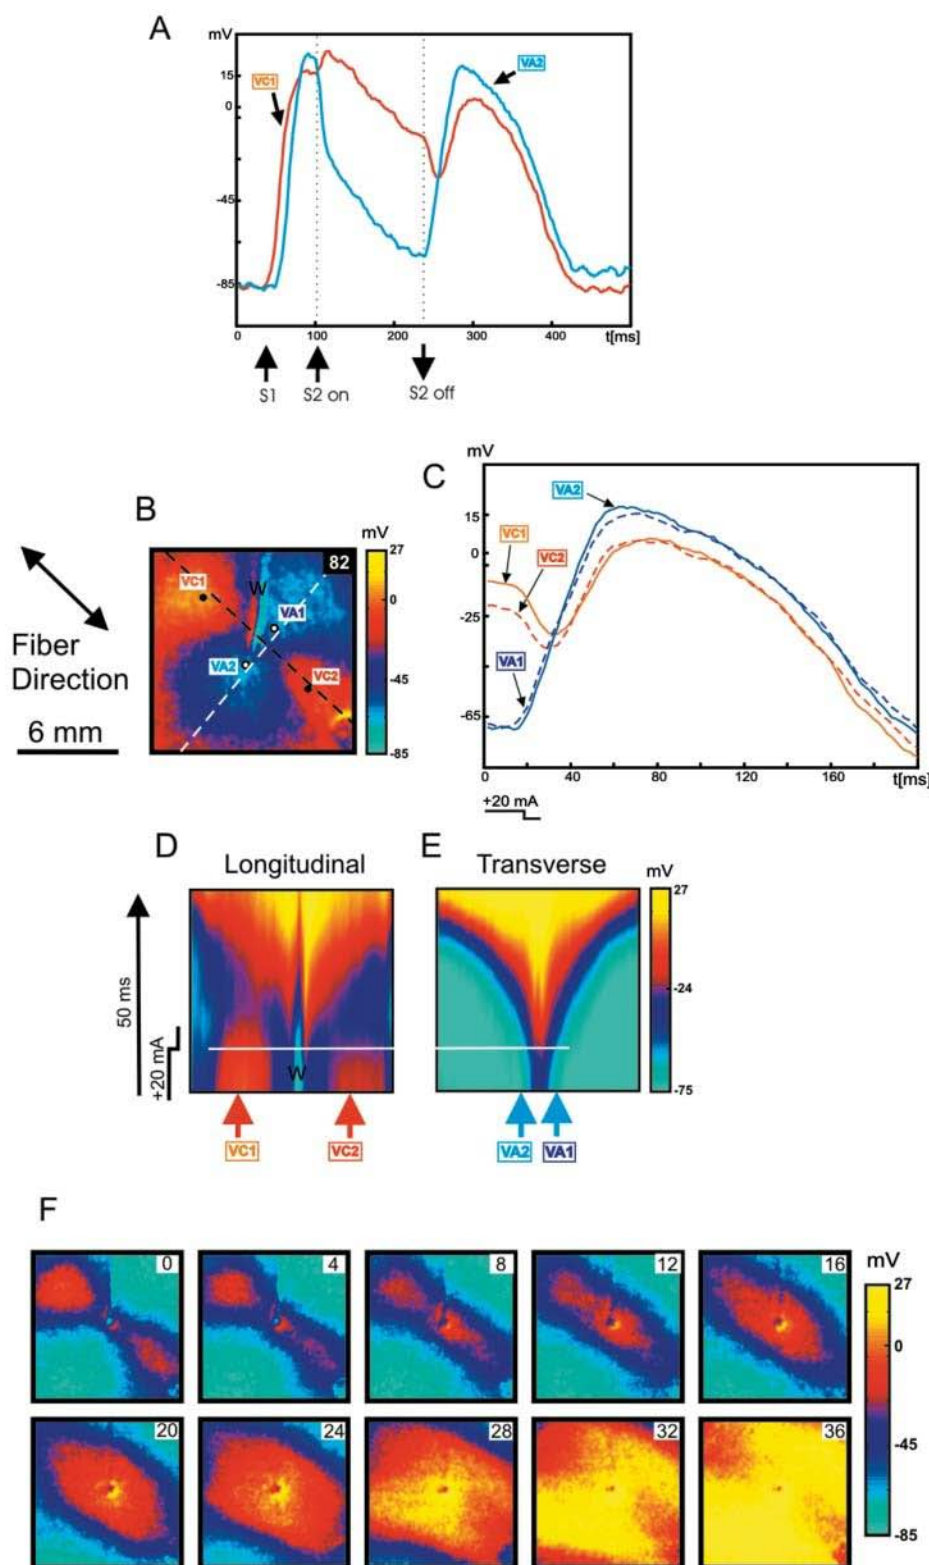 A
mV
15
0
-45
-85
VC1
VA2
0
100
200
300
400
t[ms]
S1
S2 on
S2 off
Fiber
Direction
6 mm
B
mV
82
VC1
W
VA1
VA2
VC2
27
0
-45
-85
C
mV
15
0
-25
-65
VA2
VC1
VC2
VA1
0
40
80
120
160
t[ms]
+20 mA
D
Longitudinal
50 ms
+20 mA
W
VC1
VC2
E
Transverse
VA2
VA1
mV
27
-24
-75
F
0
4
8
12
16
20
24
28
32
36
mV
27
0
-45
-85